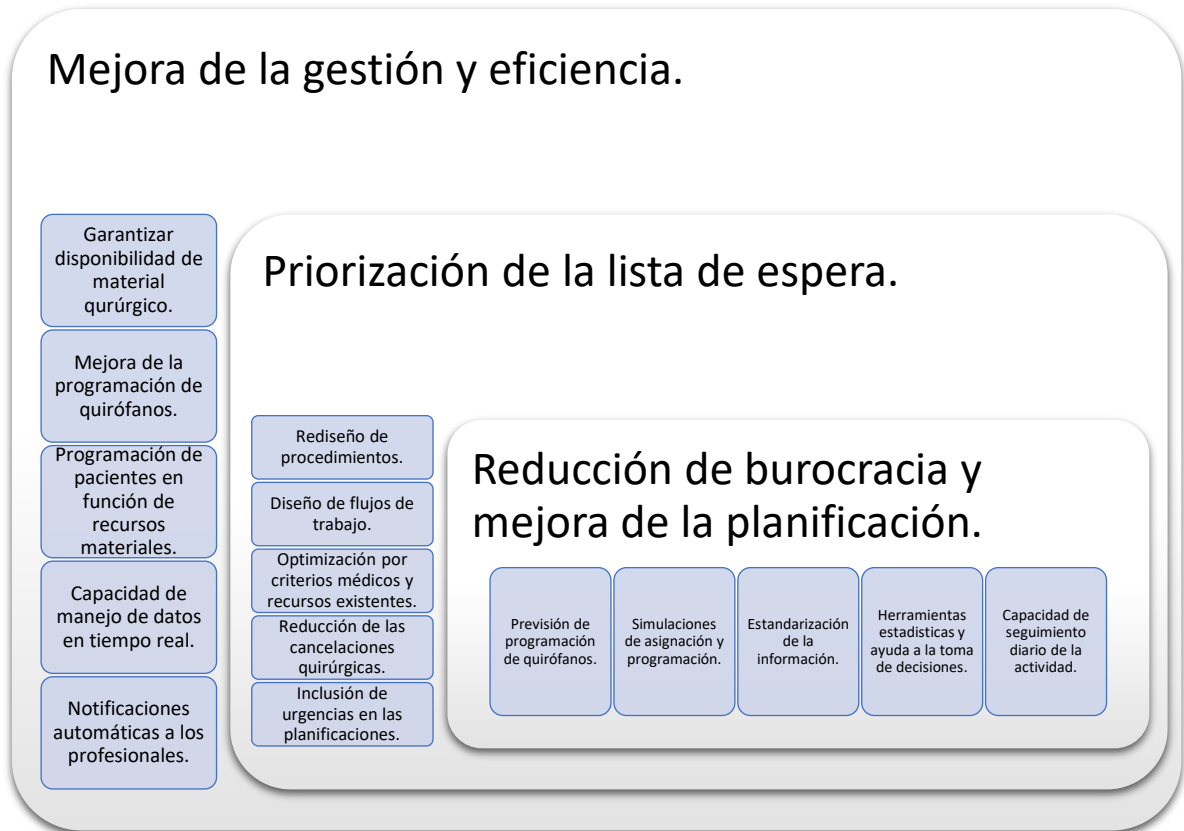 Mejora de la gestión y eficiencia.
Garantizar
disponibilidad de
material
qurúrgico.
Mejora de la
programación de
quirófanos.
Programación de
pacientes en
función de
recursos
materiales.
Capacidad de
manejo de datos
en tiempo real.
Notificaciones
automáticas a los
profesionales.
Priorización de la lista de espera.
Rediseño de
procedimientos.
Diseño de flujos de
trabajo.
Optimización por
criterios médicos y
recursos existentes.
Reducción de las
cancelaciones
quirúrgicas.
Inclusión de
urgencias en las
planificaciones.
Reducción de burocracia y
mejora de la planificación.
Previsión de
programación
de quirófanos.
Simulaciones
de asignación y
programación.
Estandarización
de la
información.
Herramientas
estadisticas y
ayuda a la toma
de decisiones.
Capacidad de
seguimiento
diario de la
actividad.